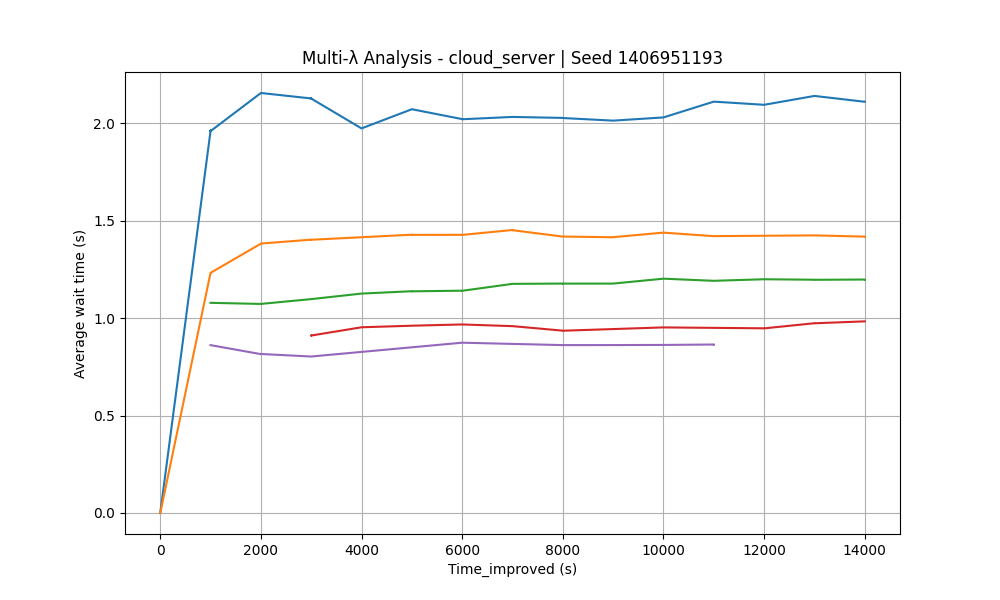 Multi-λ Analysis - cloud_server | Seed 1406951193
Average wait time (s)
2.0
1.5
1.0
0.5
0.0
0 2000 4000 6000 8000 10000 12000 14000
Time_improved (s)